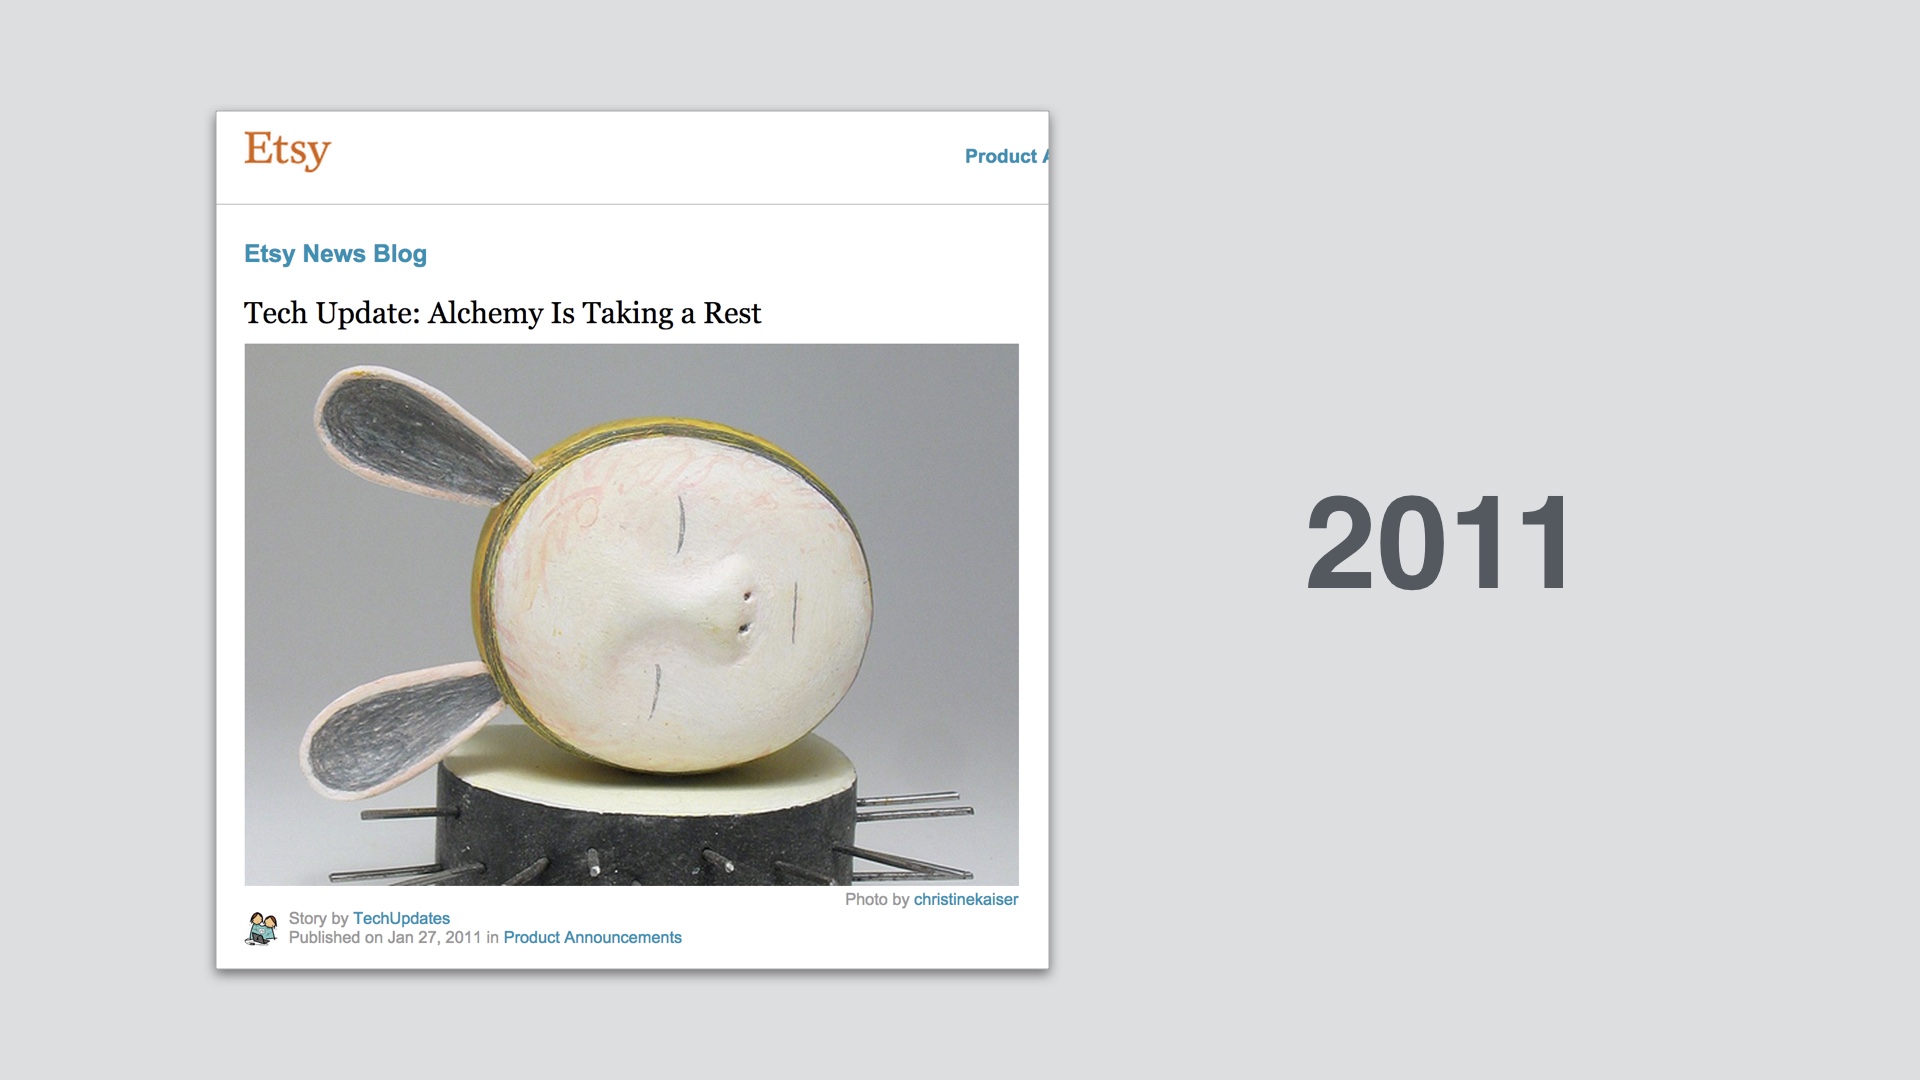 Etsy
Product A
Etsy News Blog
Tech Update: Alchemy Is Taking a Rest
Photo by christinekaiser
Story by TechUpdates
Published on Jan 27, 2011 in Product Announcements
2011